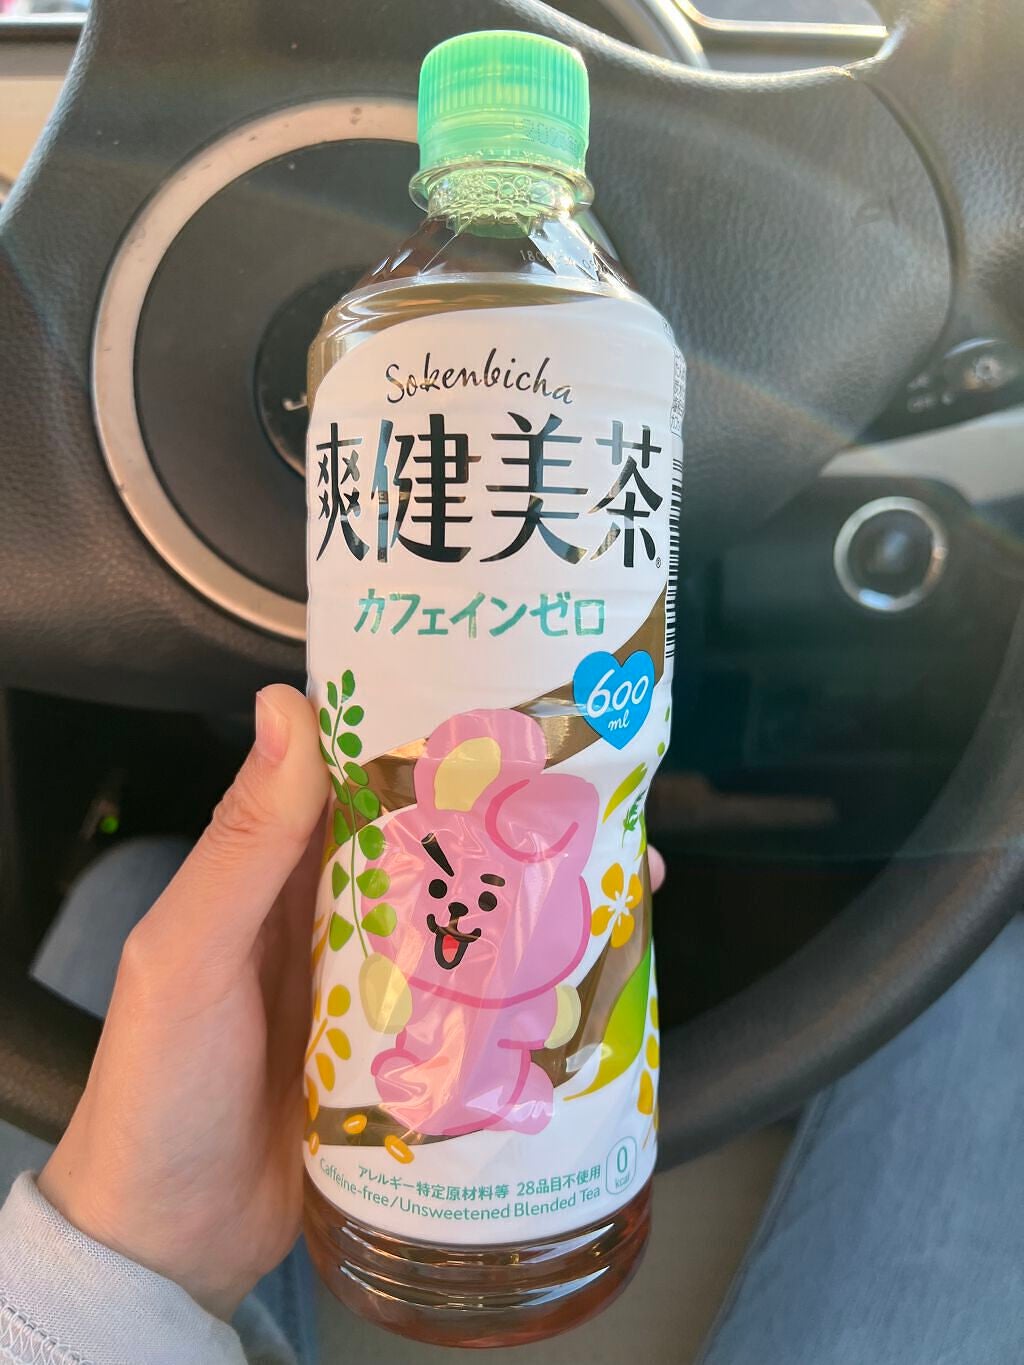 Sokenbicha
爽健美茶®
カフェインゼロ
600
ml
アレルギー特定原材料等 28品目不使用
Caffeine-free/Unsweetened Blended Tea
0
kcal